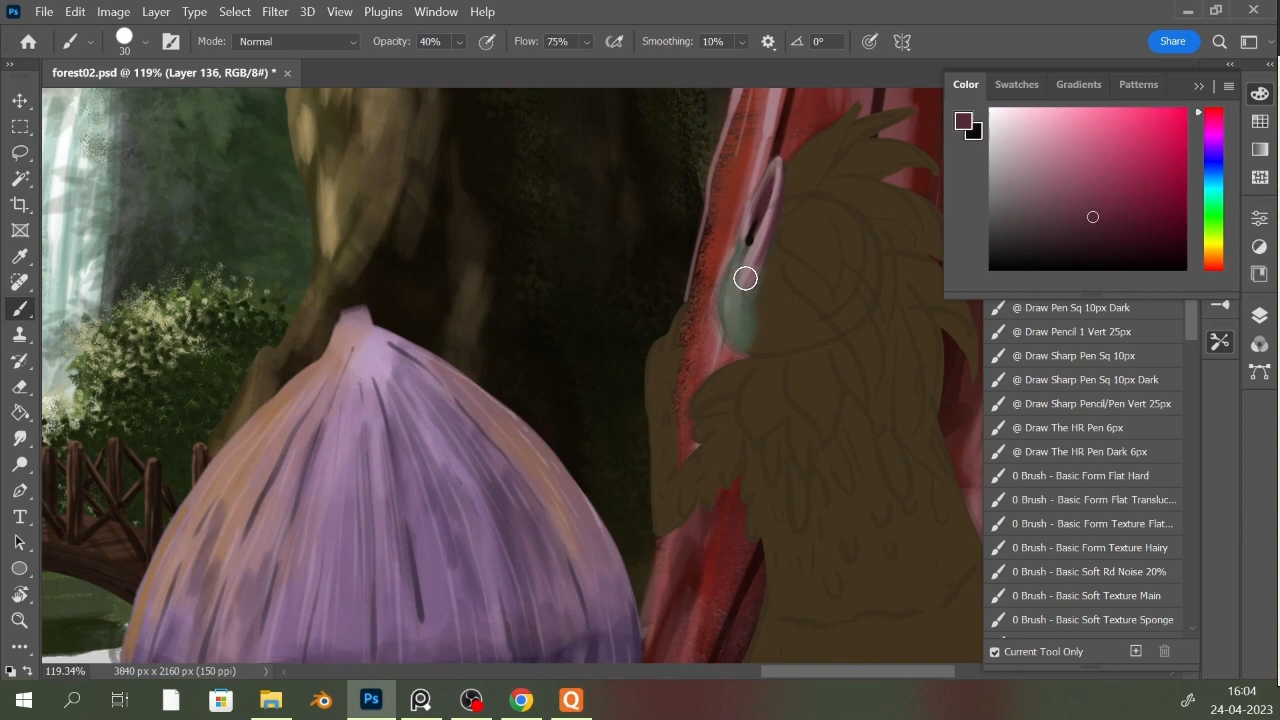 File Edit Image Layer Type Select Filter 3D View Plugins Window Help
30 Mode: Normal Opacity: 40% Flow: 75% Smoothing: 10% 0° Share
forest02.psd @ 119% (Layer 136, RGB/8#) *
Color Swatches Gradients Patterns
@ Draw Pen Sq 10px Dark
@ Draw Pencil 1 Vert 25px
@ Draw Sharp Pen Sq 10px
@ Draw Sharp Pen Sq 10px Dark
@ Draw Sharp Pencil/Pen Vert 25px
@ Draw The HR Pen 6px
@ Draw The HR Pen Dark 6px
0 Brush - Basic Form Flat Hard
0 Brush - Basic Form Flat Transluc...
0 Brush - Basic Form Texture Flat...
0 Brush - Basic Form Texture Hairy
0 Brush - Basic Soft Rd Noise 20%
0 Brush - Basic Soft Texture Main
0 Brush - Basic Soft Texture Sponge
Current Tool Only
119.34% 3840 px x 2160 px (150 ppi)
16:04
24-04-2023